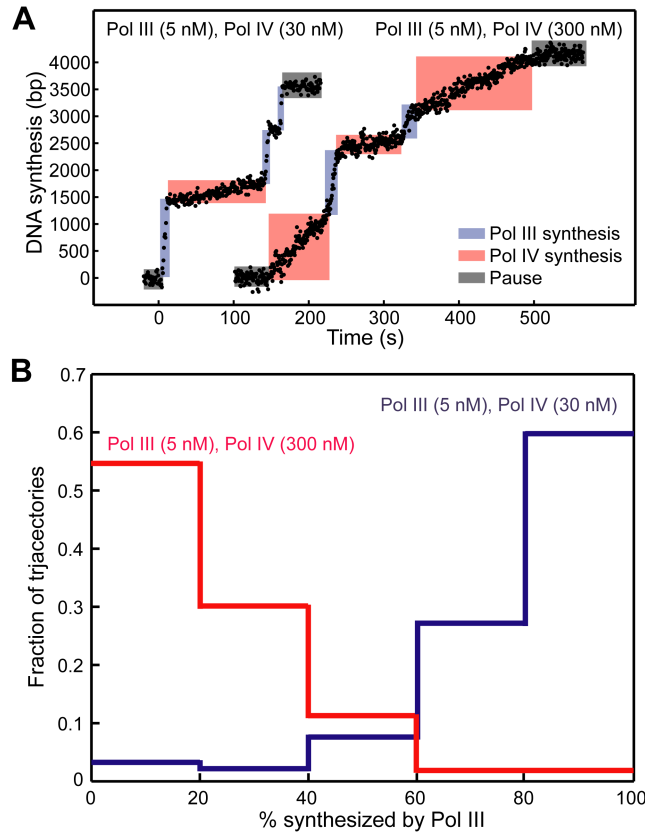 A
Pol III (5 nM), Pol IV (30 nM)
Pol III (5 nM), Pol IV (300 nM)
DNA synthesis (bp)
4000
3500
3000
2500
2000
1500
1000
500
0
Pol III synthesis
Pol IV synthesis
Pause
0 100 200 300 400 500
Time (s)
B
Pol III (5 nM), Pol IV (30 nM)
Pol III (5 nM), Pol IV (300 nM)
Fraction of trjacectories
0.7
0.6
0.5
0.4
0.3
0.2
0.1
0
0 20 40 60 80 100
% synthesized by Pol III